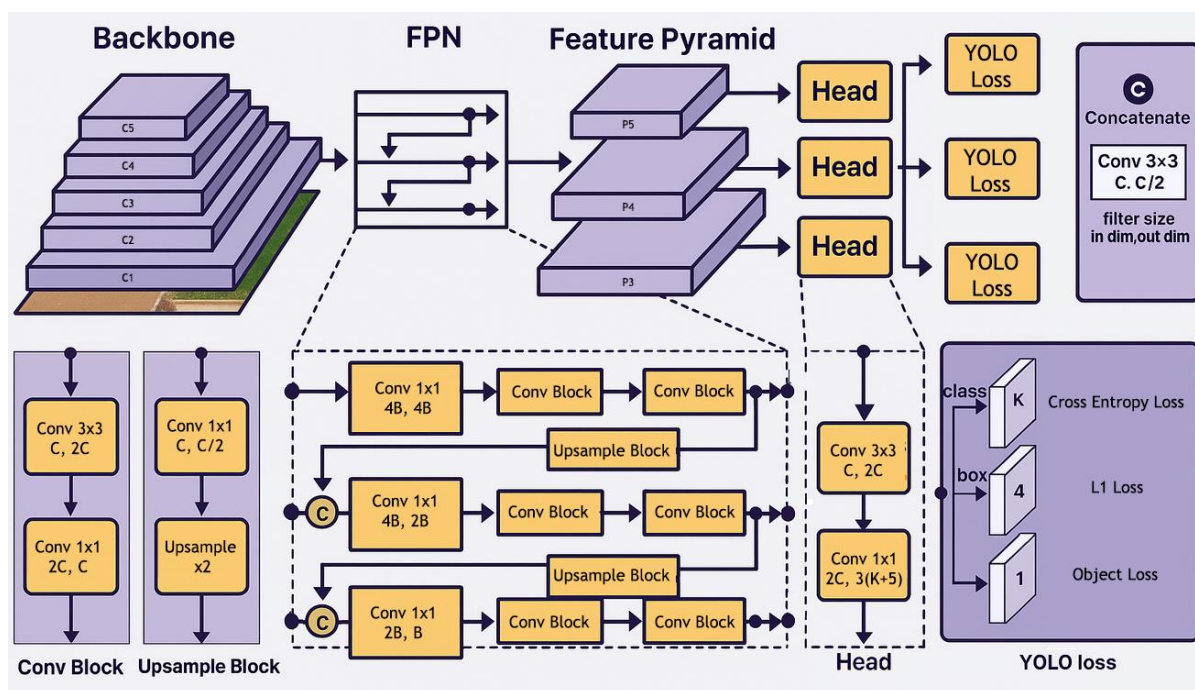 Backbone
FPN
Feature Pyramid
C5
C4
C3
C2
C1
P5
P4
P3
Head
Head
Head
YOLO
Loss
YOLO
Loss
YOLO
Loss
C
Concatenate
Conv 3×3
C. C/2
filter size
in dim,out dim
Conv 3x3
C, 2C
Conv 1x1
2C, C
Conv Block
Conv 1x1
C, C/2
Upsample
x2
Upsample Block
Conv 1x1
4B, 4B
Conv Block
Conv Block
Upsample Block
C
Conv 1x1
4B, 2B
Conv Block
Conv Block
Upsample Block
C
Conv 1x1
2B, B
Conv Block
Conv Block
Conv 3x3
C, 2C
Conv 1x1
2C, 3(K+5)
Head
class
K
Cross Entropy Loss
box
4
L1 Loss
1
Object Loss
YOLO loss